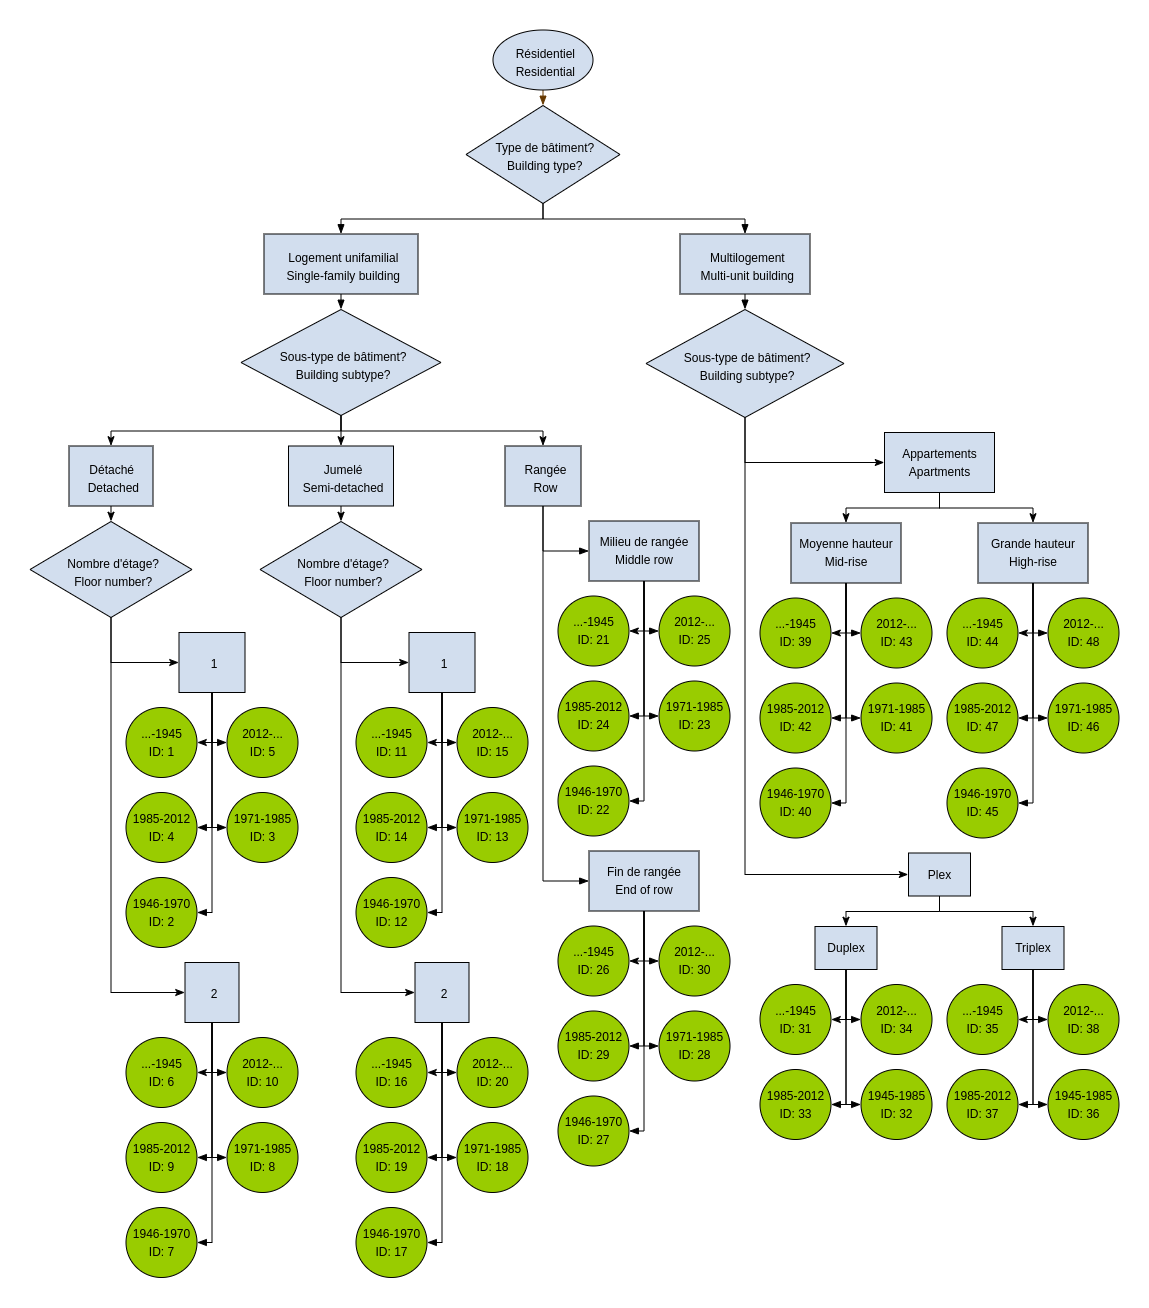 Résidentiel
Residential
Type de bâtiment?
Building type?
Logement unifamilial
Single-family building
Multilogement
Multi-unit building
Sous-type de bâtiment?
Building subtype?
Sous-type de bâtiment?
Building subtype?
Détaché
Detached
Nombre d'étage?
Floor number?
1
...-1945
ID: 1
2012-...
ID: 5
1985-2012
ID: 4
1971-1985
ID: 3
1946-1970
ID: 2
2
...-1945
ID: 6
2012-...
ID: 10
1985-2012
ID: 9
1971-1985
ID: 8
1946-1970
ID: 7
Jumelé
Semi-detached
Nombre d'étage?
Floor number?
1
...-1945
ID: 11
2012-...
ID: 15
1985-2012
ID: 14
1971-1985
ID: 13
1946-1970
ID: 12
2
...-1945
ID: 16
2012-...
ID: 20
1985-2012
ID: 19
1971-1985
ID: 18
1946-1970
ID: 17
Rangée
Row
Milieu de rangée
Middle row
...-1945
ID: 21
2012-...
ID: 25
1985-2012
ID: 24
1971-1985
ID: 23
1946-1970
ID: 22
Fin de rangée
End of row
...-1945
ID: 26
2012-...
ID: 30
1985-2012
ID: 29
1971-1985
ID: 28
1946-1970
ID: 27
Appartements
Apartments
Moyenne hauteur
Mid-rise
...-1945
ID: 39
2012-...
ID: 43
1985-2012
ID: 42
1971-1985
ID: 41
1946-1970
ID: 40
Grande hauteur
High-rise
...-1945
ID: 44
2012-...
ID: 48
1985-2012
ID: 47
1971-1985
ID: 46
1946-1970
ID: 45
Plex
Duplex
...-1945
ID: 31
2012-...
ID: 34
1985-2012
ID: 33
1945-1985
ID: 32
Triplex
...-1945
ID: 35
2012-...
ID: 38
1985-2012
ID: 37
1945-1985
ID: 36